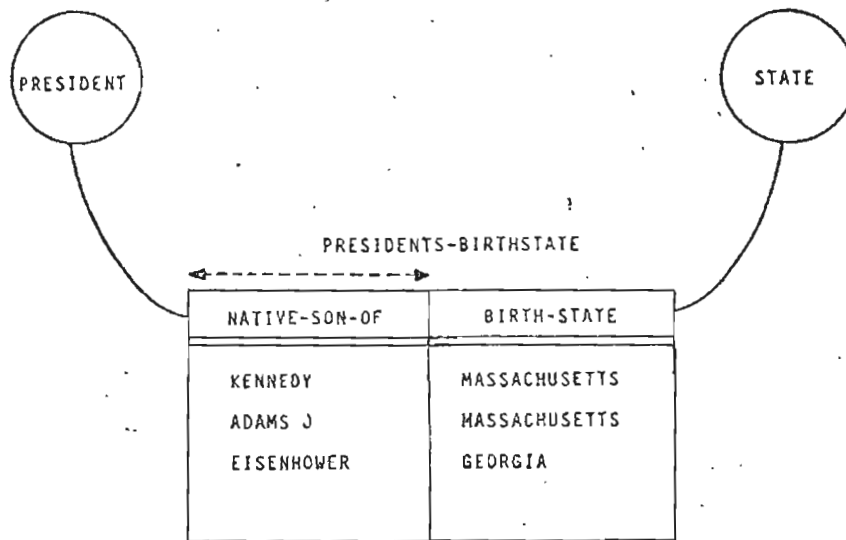 PRESIDENT
STATE
PRESIDENTS-BIRTHSTATE
NATIVE-SON-OF BIRTH-STATE
KENNEDY MASSACHUSETTS
ADAMS J MASSACHUSETTS
EISENHOWER GEORGIA